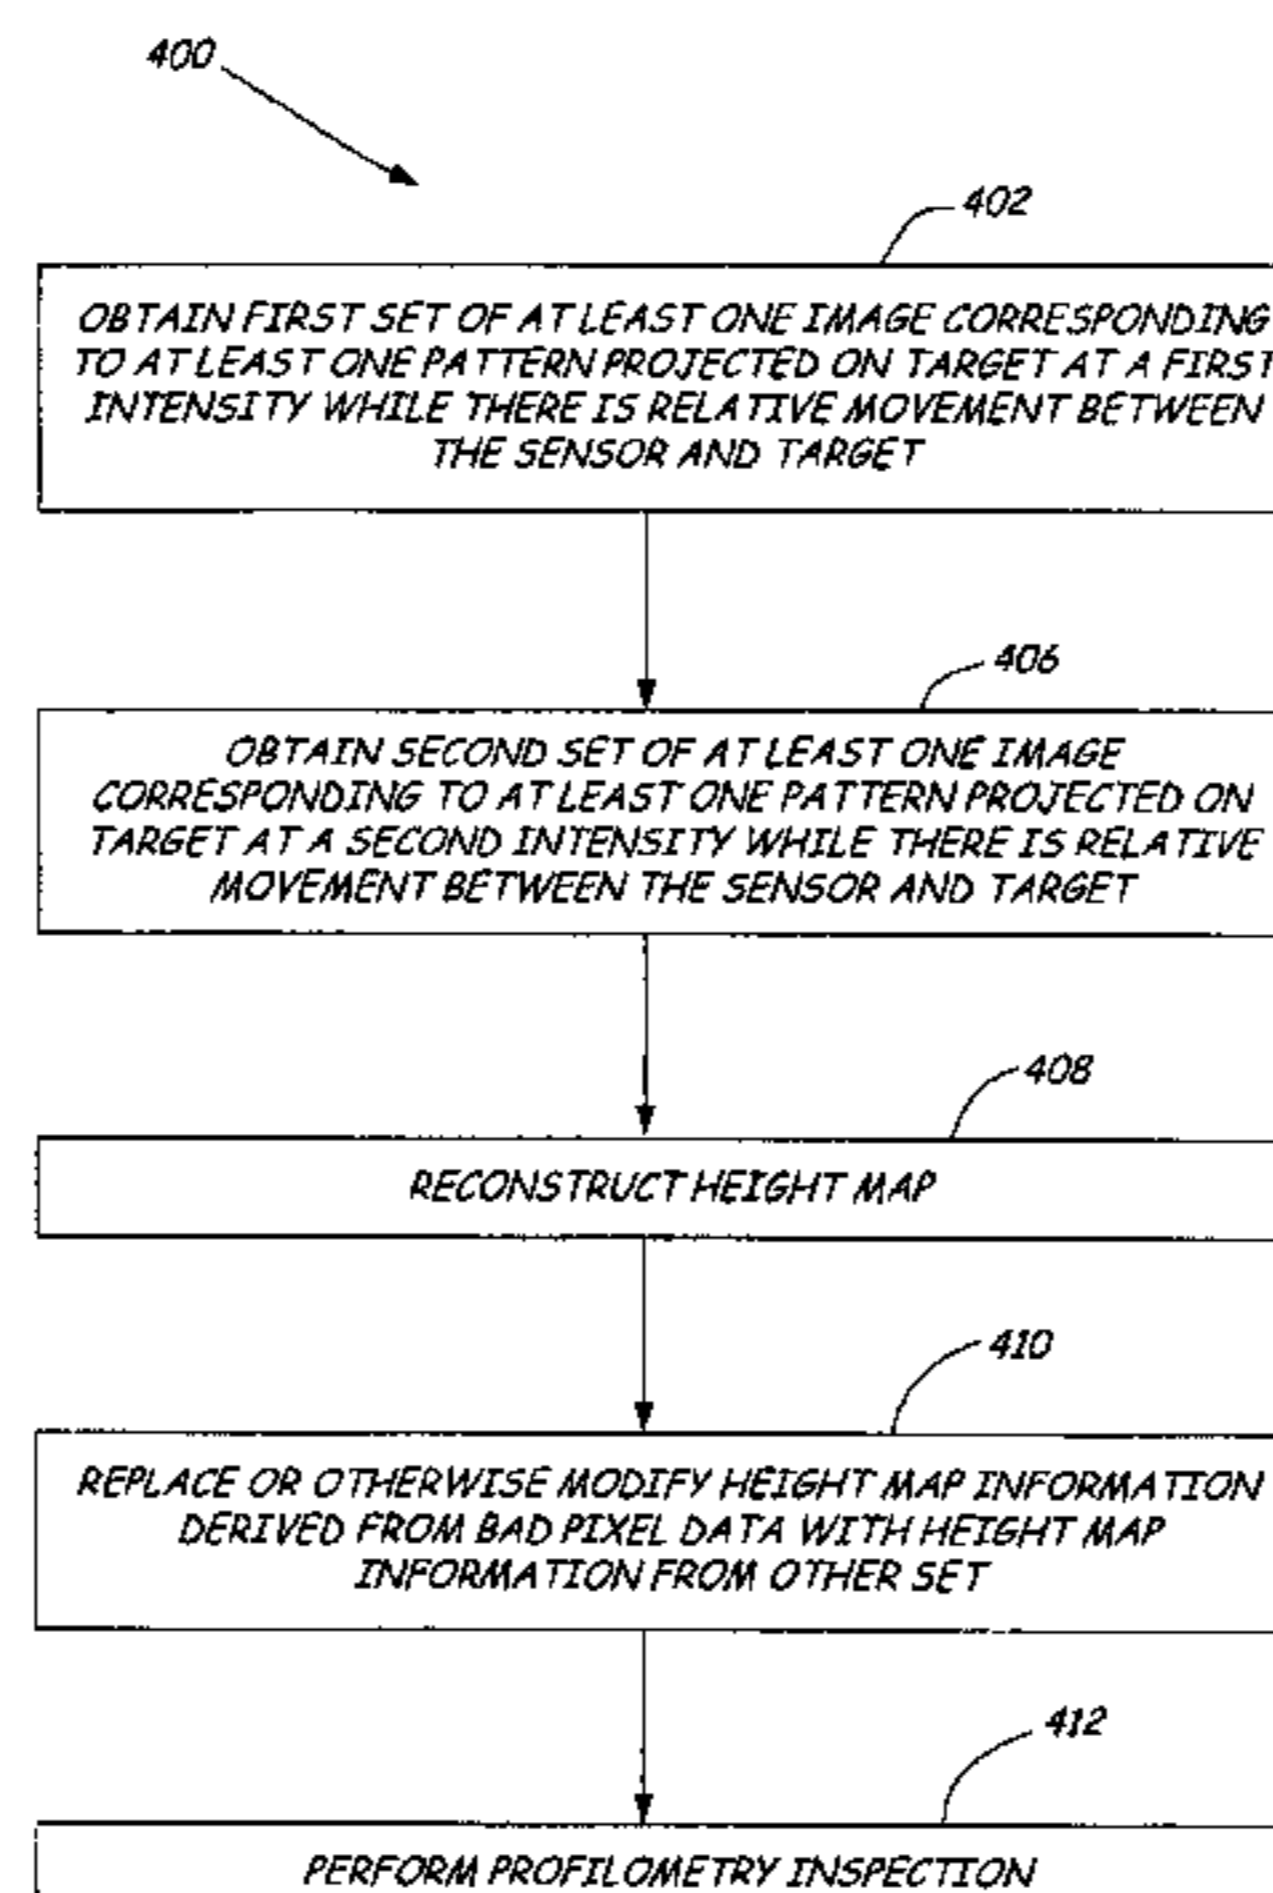 400
402
OBTAIN FIRST SET OF AT LEAST ONE IMAGE CORRESPONDING
TO AT LEAST ONE PATTERN PROJECTED ON TARGET AT A FIRST
INTENSITY WHILE THERE IS RELATIVE MOVEMENT BETWEEN
THE SENSOR AND TARGET
406
OBTAIN SECOND SET OF AT LEAST ONE IMAGE
CORRESPONDING TO AT LEAST ONE PATTERN PROJECTED ON
TARGET AT A SECOND INTENSITY WHILE THERE IS RELATIVE
MOVEMENT BETWEEN THE SENSOR AND TARGET
408
RECONSTRUCT HEIGHT MAP
410
REPLACE OR OTHERWISE MODIFY HEIGHT MAP INFORMATION
DERIVED FROM BAD PIXEL DATA WITH HEIGHT MAP
INFORMATION FROM OTHER SET
412
PERFORM PROFILOMETRY INSPECTION